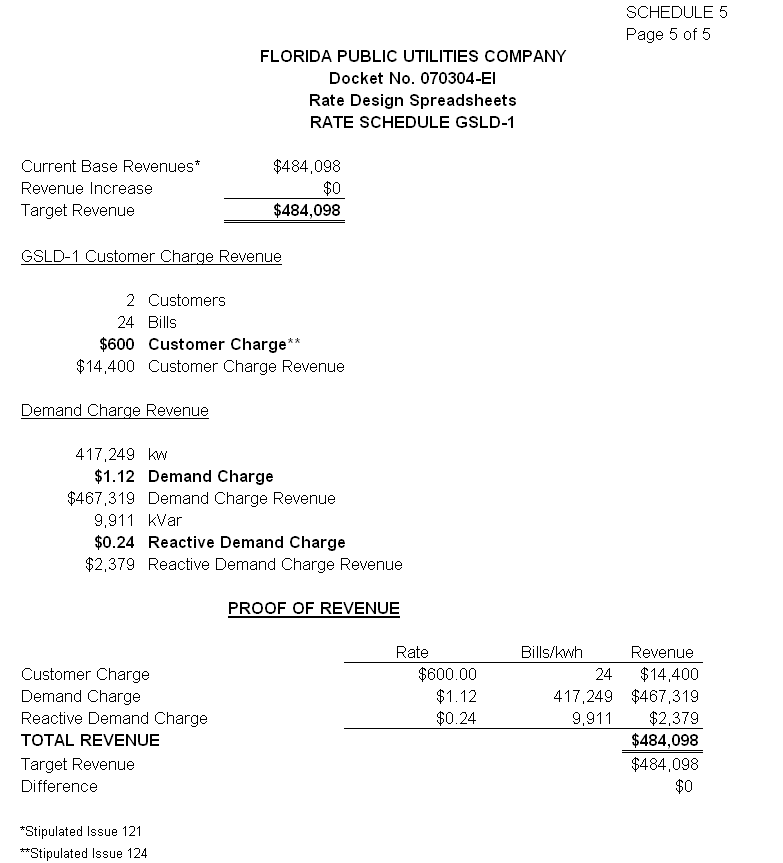 SCHEDULE 5
Page 5 of 5
FLORIDA PUBLIC UTILITIES COMPANY
Docket No. 070304-EI
Rate Design Spreadsheets
RATE SCHEDULE GSLD-1
Current Base Revenues* $484,098
Revenue Increase $0
Target Revenue $484,098
GSLD-1 Customer Charge Revenue
2 Customers
24 Bills
$600 Customer Charge**
$14,400 Customer Charge Revenue
Demand Charge Revenue
417,249 kw
$1.12 Demand Charge
$467,319 Demand Charge Revenue
9,911 kVar
$0.24 Reactive Demand Charge
$2,379 Reactive Demand Charge Revenue
PROOF OF REVENUE
Rate Bills/kwh Revenue
Customer Charge $600.00 24 $14,400
Demand Charge $1.12 417,249 $467,319
Reactive Demand Charge $0.24 9,911 $2,379
TOTAL REVENUE $484,098
Target Revenue $484,098
Difference $0
*Stipulated Issue 121
**Stipulated Issue 124